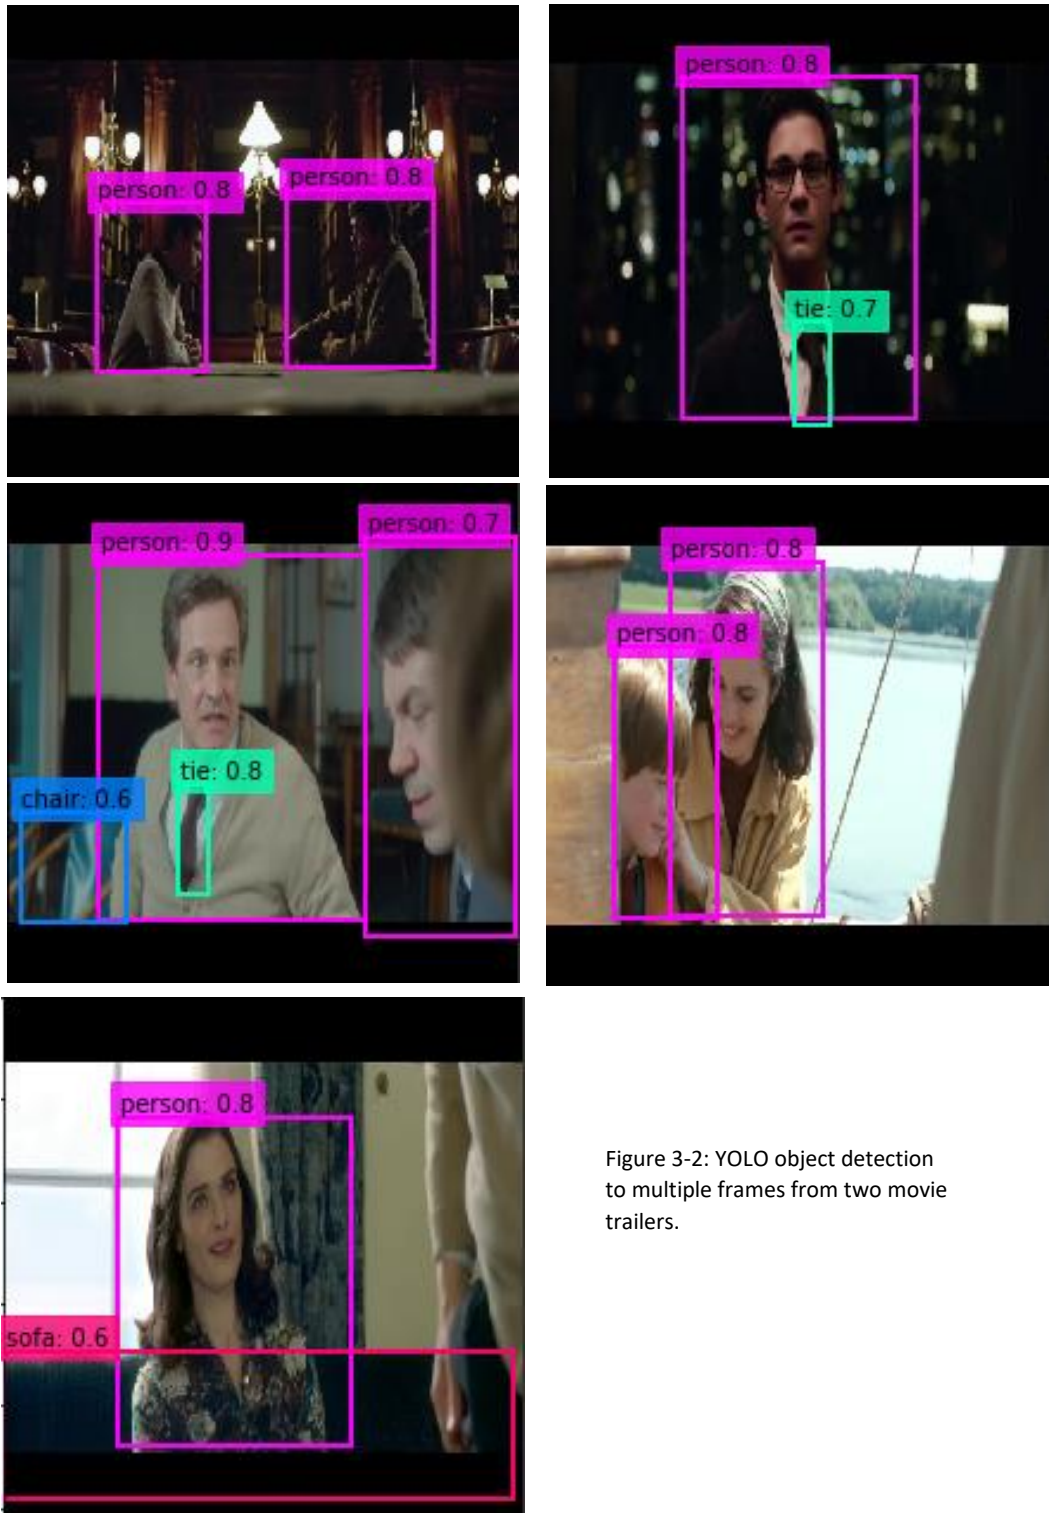 person: 0.8
person: 0.8
person: 0.8
tie: 0.7
person: 0.9
person: 0.7
tie: 0.8
chair: 0.6
person: 0.8
person: 0.8
person: 0.8
sofa: 0.6
Figure 3-2: YOLO object detection
to multiple frames from two movie
trailers.